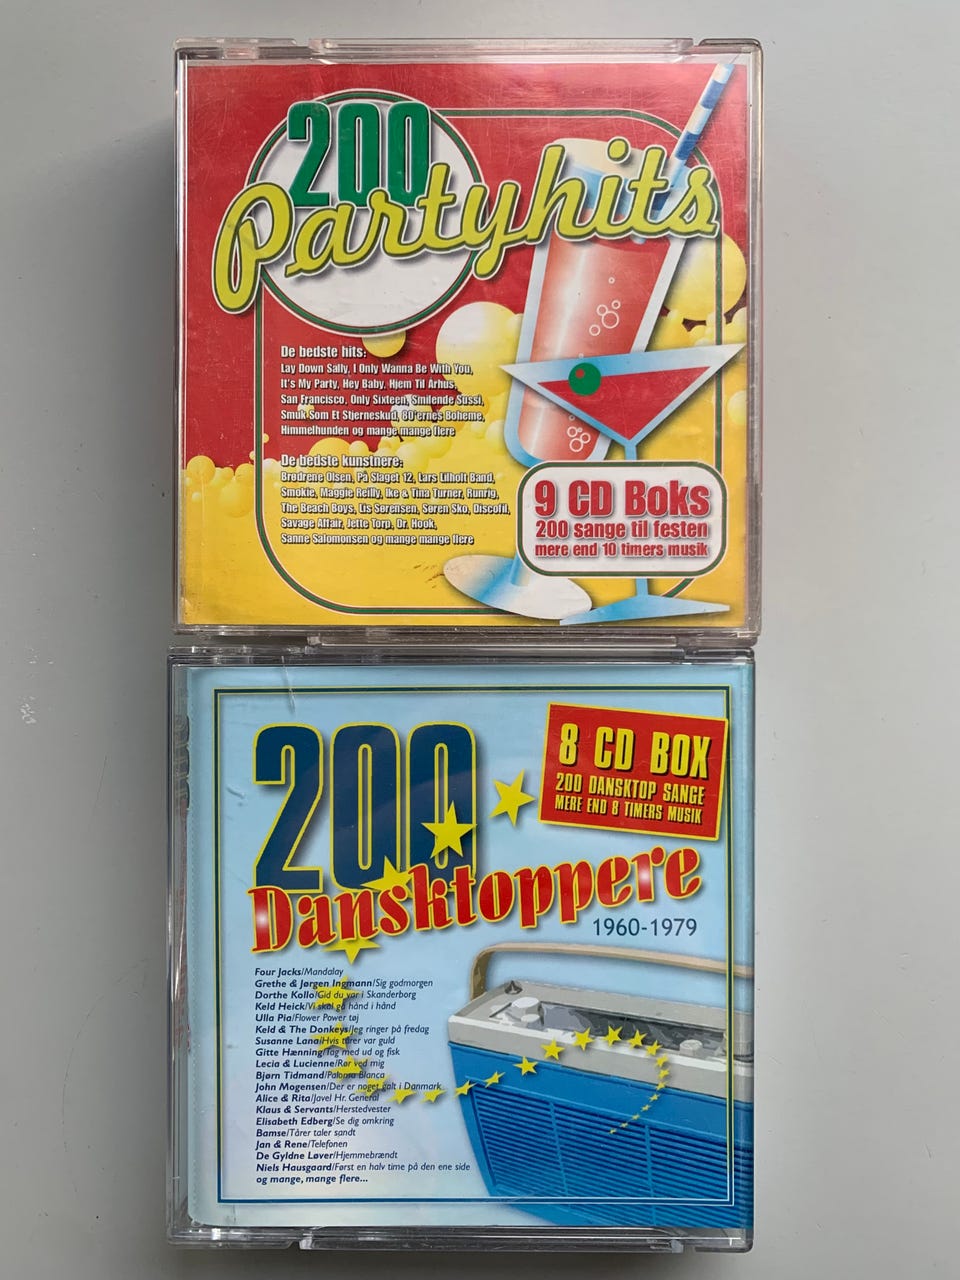 200
Partyhits
De bedste hits:
Lay Down Sally, I Only Wanna Be With You,
It's My Party, Hey Baby, Hjem Til Århus,
San Francisco, Only Sixteen, Smilende Sussi,
Smuk Som Et Stjerneskud, 80'ernes Boheme,
Himmelhunden og mange mange flere
De bedste kunstnere:
Brødrene Olsen, På Slaget 12, Lars Lilholt Band,
Smokie, Maggie Reilly, Ike & Tina Turner, Runrig,
The Beach Boys, Lis Sørensen, Søren Sko, Discofil,
Savage Affair, Jette Torp, Dr. Hook,
Sanne Salomonsen og mange mange flere
9 CD Boks
200 sange til festen
mere end 10 timers musik
200
Dansktoppere
1960-1979
8 CD BOX
200 DANSKTOP SANGE
MERE END 8 TIMERS MUSIK
Four Jacks/Mandalay
Grethe & Jørgen Ingmann/Sig godmorgen
Dorthe Kollo/Gid du var i Skanderborg
Keld Heick/Vi skal gå hånd i hånd
Ulla Pia/Flower Power tøj
Keld & The Donkeys/Jeg ringer på fredag
Susanne Lana/Hvis tårer var guld
Gitte Hænning/Tag med ud og fisk
Lecia & Lucienne/Rør ved mig
Bjørn Tidmand/Paloma Blanca
John Mogensen/Der er noget galt i Danmark
Alice & Rita/Javel Hr. General
Klaus & Servants/Herstedvester
Elisabeth Edberg/Se dig omkring
Bamse/Tårer taler sandt
Jan & Rene/Telefonen
De Gyldne Løver/Hjemmebrændt
Niels Hausgaard/Først en halv time på den ene side
og mange, mange flere...